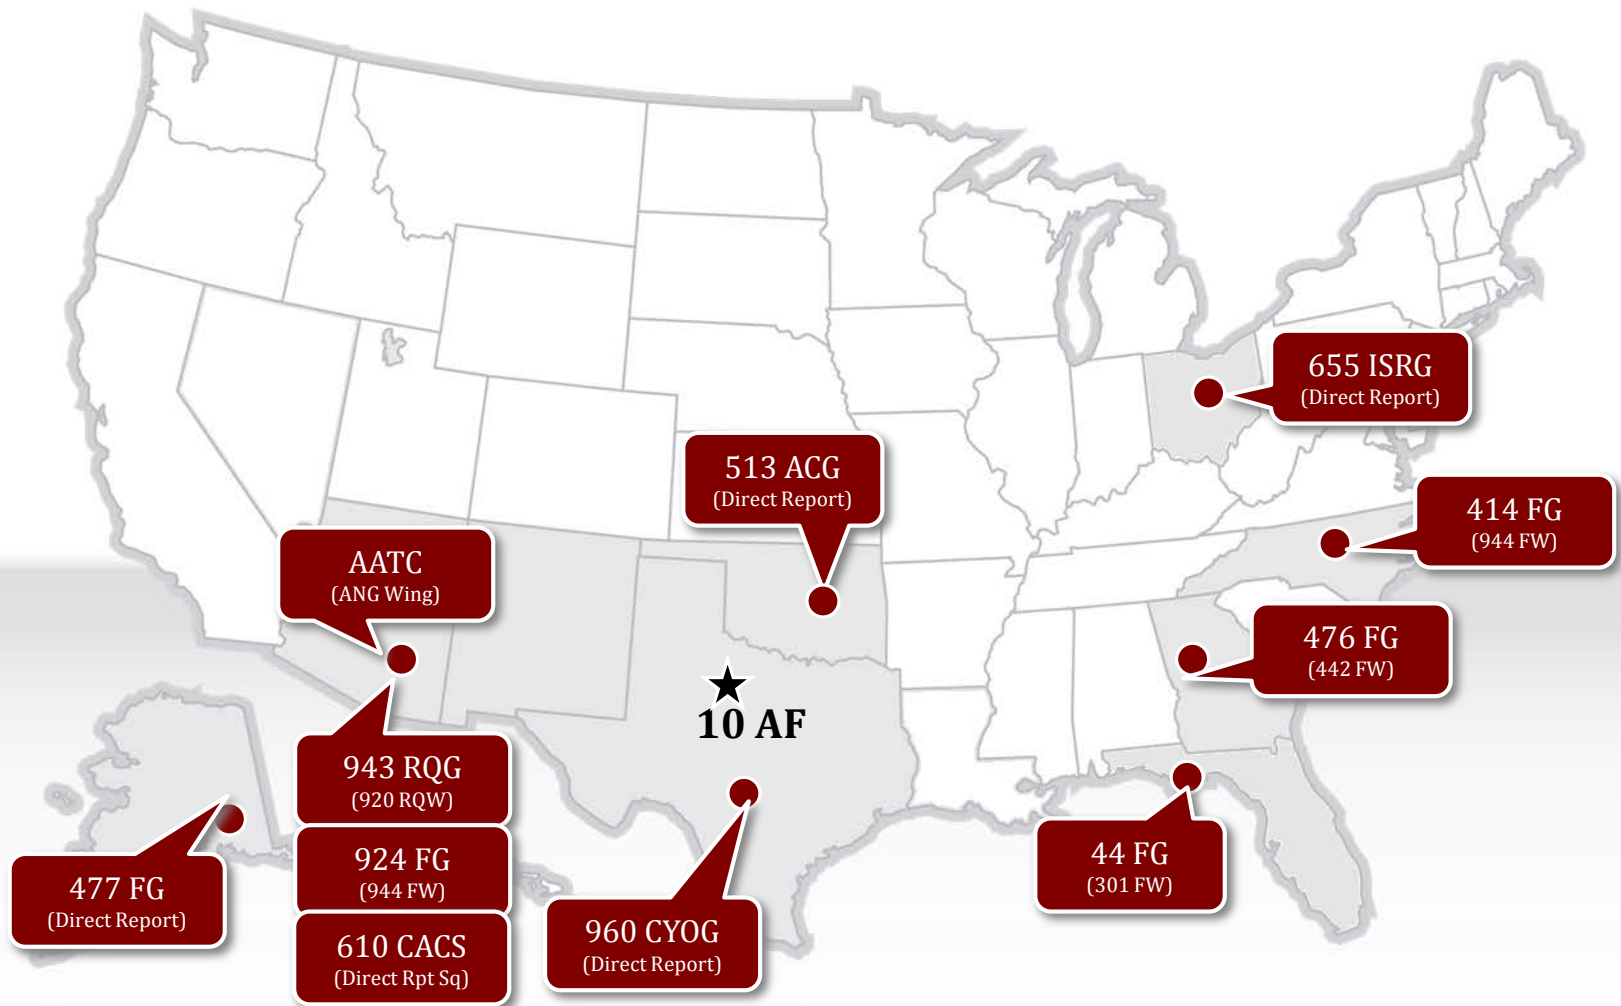 655 ISRG
(Direct Report)
513 ACG
(Direct Report)
414 FG
(944 FW)
AATC
(ANG Wing)
476 FG
(442 FW)
10 AF
943 RQG
(920 RQW)
44 FG
(301 FW)
924 FG
(944 FW)
477 FG
(Direct Report)
960 CYOG
(Direct Report)
610 CACS
(Direct Rpt Sq)